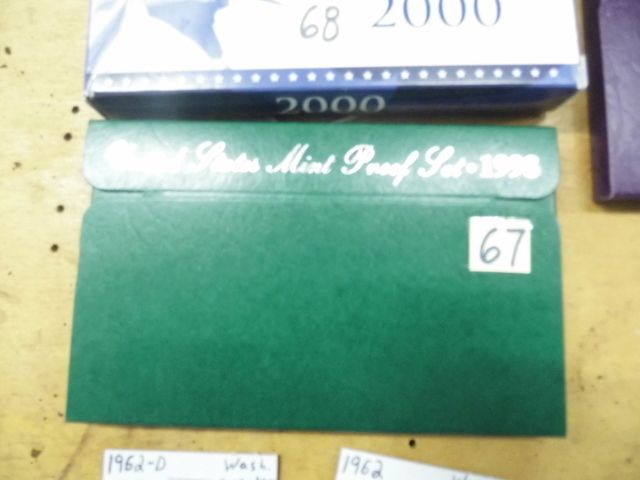 68
2000
2000
United States Mint Proof Set • 1998
67
1962-D Wash
1962